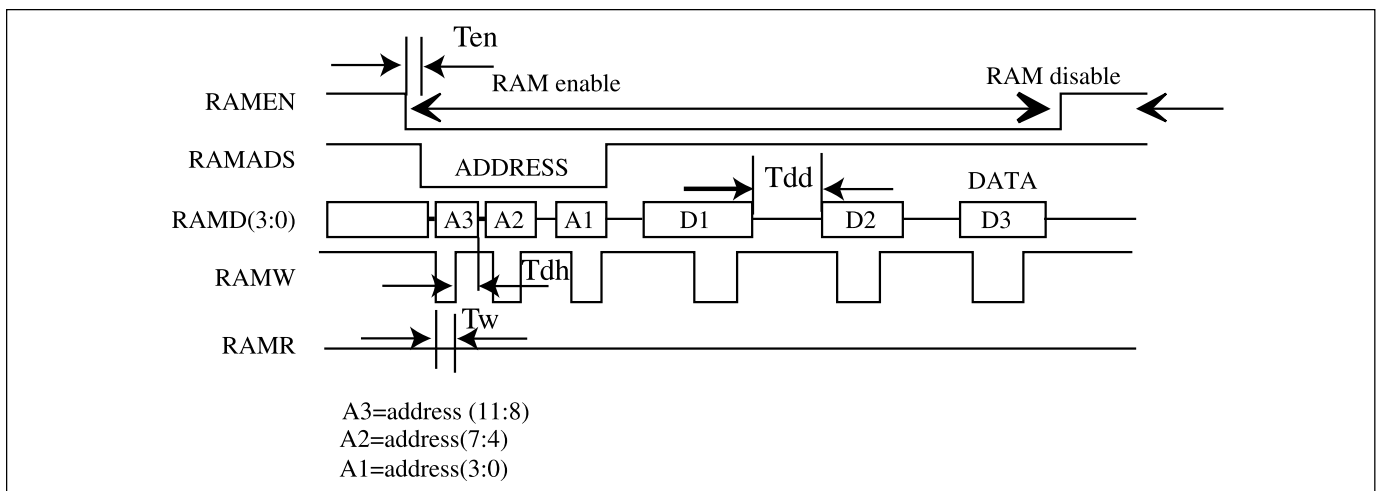 Ten
RAM enable
RAM disable
RAMEN
RAMADS
ADDRESS
Tdd
DATA
RAMD(3:0)
A3
A2
A1
D1
D2
D3
RAMW
Tdh
Tw
RAMR
A3=address (11:8)
A2=address(7:4)
A1=address(3:0)